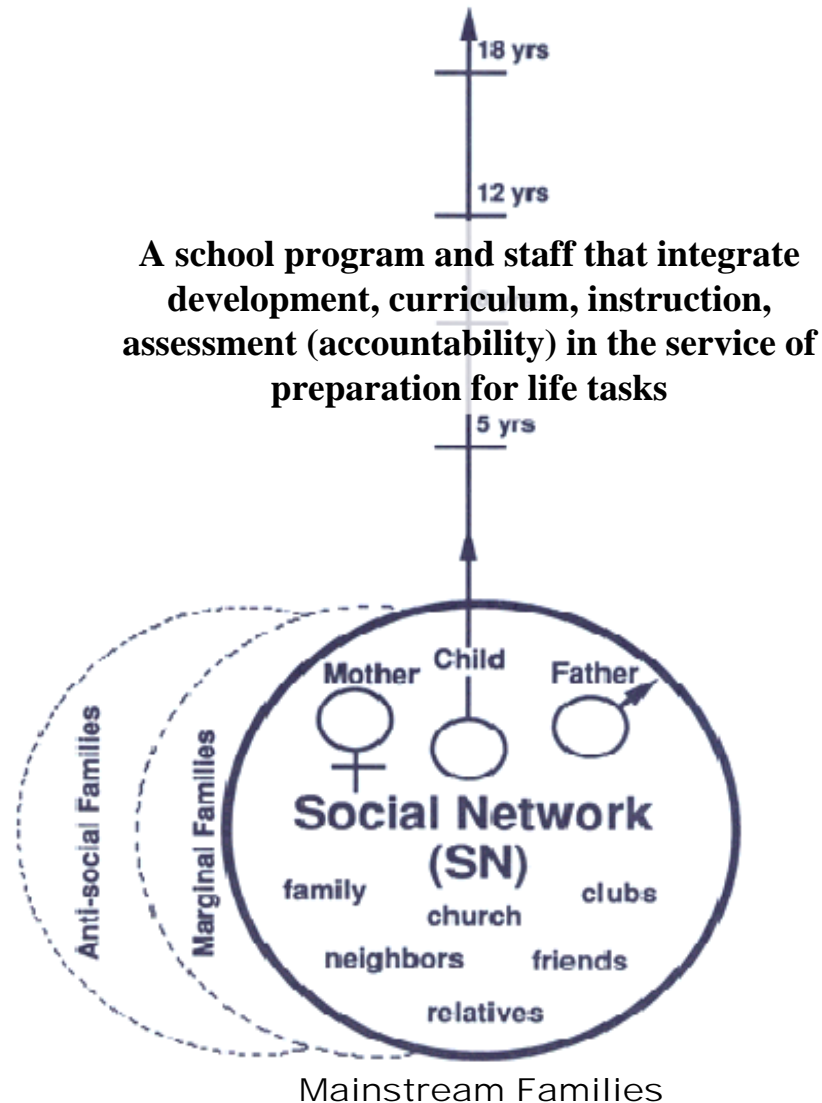 18 yrs
12 yrs
A school program and staff that integrate
development, curriculum, instruction,
assessment (accountability) in the service of
preparation for life tasks
5 yrs
Mother Child Father
Social Network
(SN)
family clubs
church
neighbors friends
relatives
Marginal Families
Anti-social Families
Mainstream Families